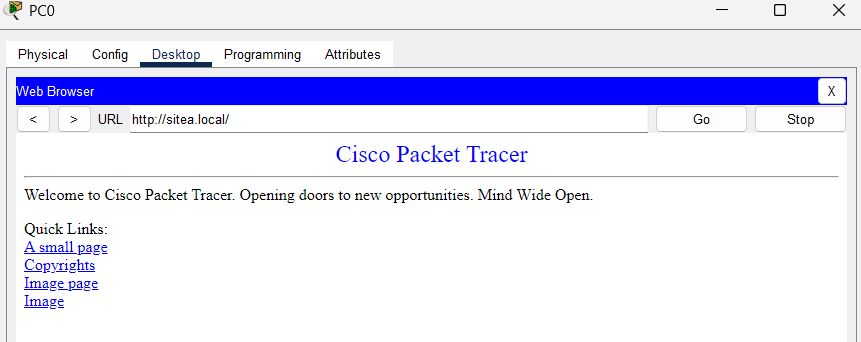 PC0
Physical Config Desktop Programming Attributes
Web Browser X
< > URL http://sitea.local/ Go Stop
Cisco Packet Tracer
Welcome to Cisco Packet Tracer. Opening doors to new opportunities. Mind Wide Open.
Quick Links:
A small page
Copyrights
Image page
Image